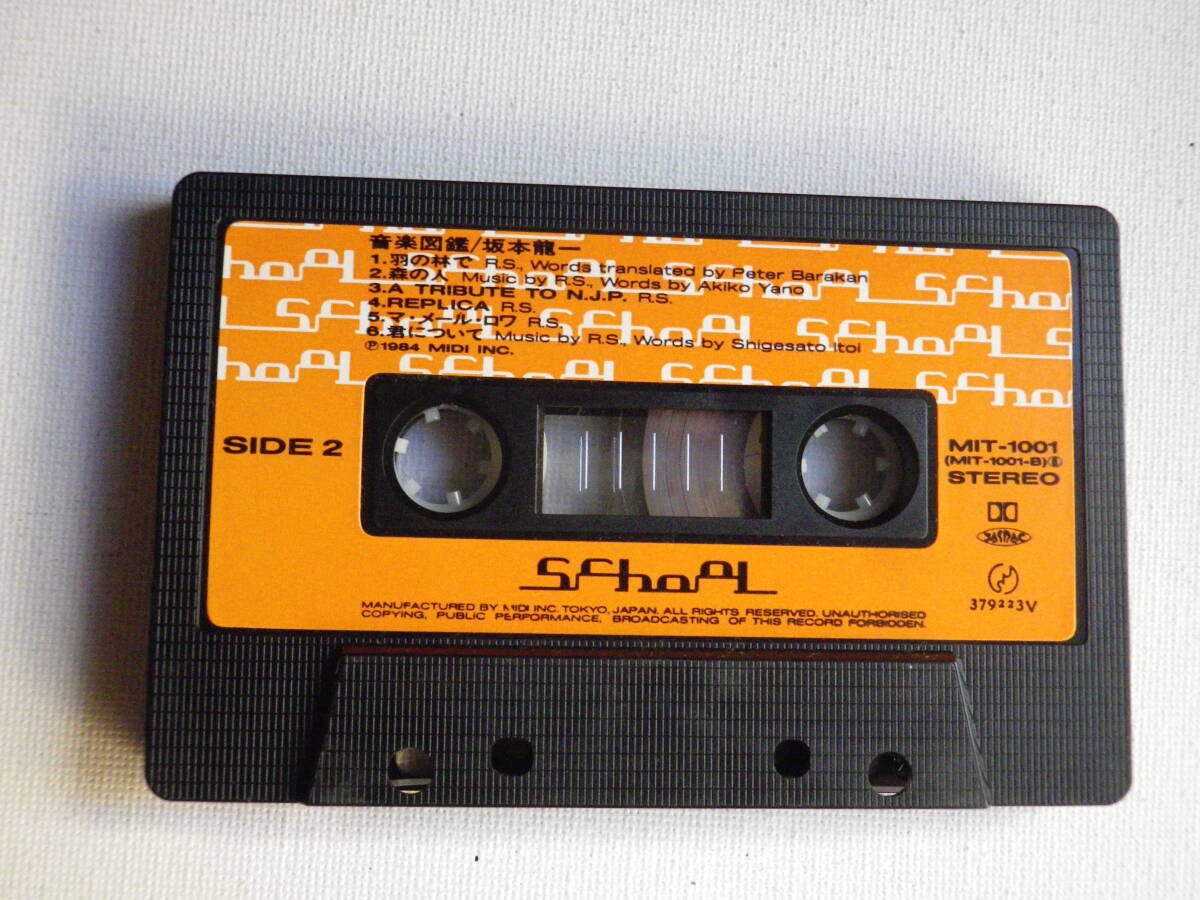 音楽図鑑/坂本龍一
1.羽の林で R.S., Words translated by Peter Barakan
2.森の人 Music by R.S., Words by Akiko Yano
3.A TRIBUTE TO N.J.P. R.S.
4.REPLICA R.S.
5.マ・メール・ロワ R.S.
6.君について Music by R.S., Words by Shigesato Itoi
Ⓟ1984 MIDI INC.
SIDE 2
MIT-1001
(MIT-1001-B)
STEREO
JASRAC
379223V
SchooL
MANUFACTURED BY MIDI INC. TOKYO, JAPAN. ALL RIGHTS RESERVED. UNAUTHORISED
COPYING, PUBLIC PERFORMANCE, BROADCASTING OF THIS RECORD FORBIDDEN.